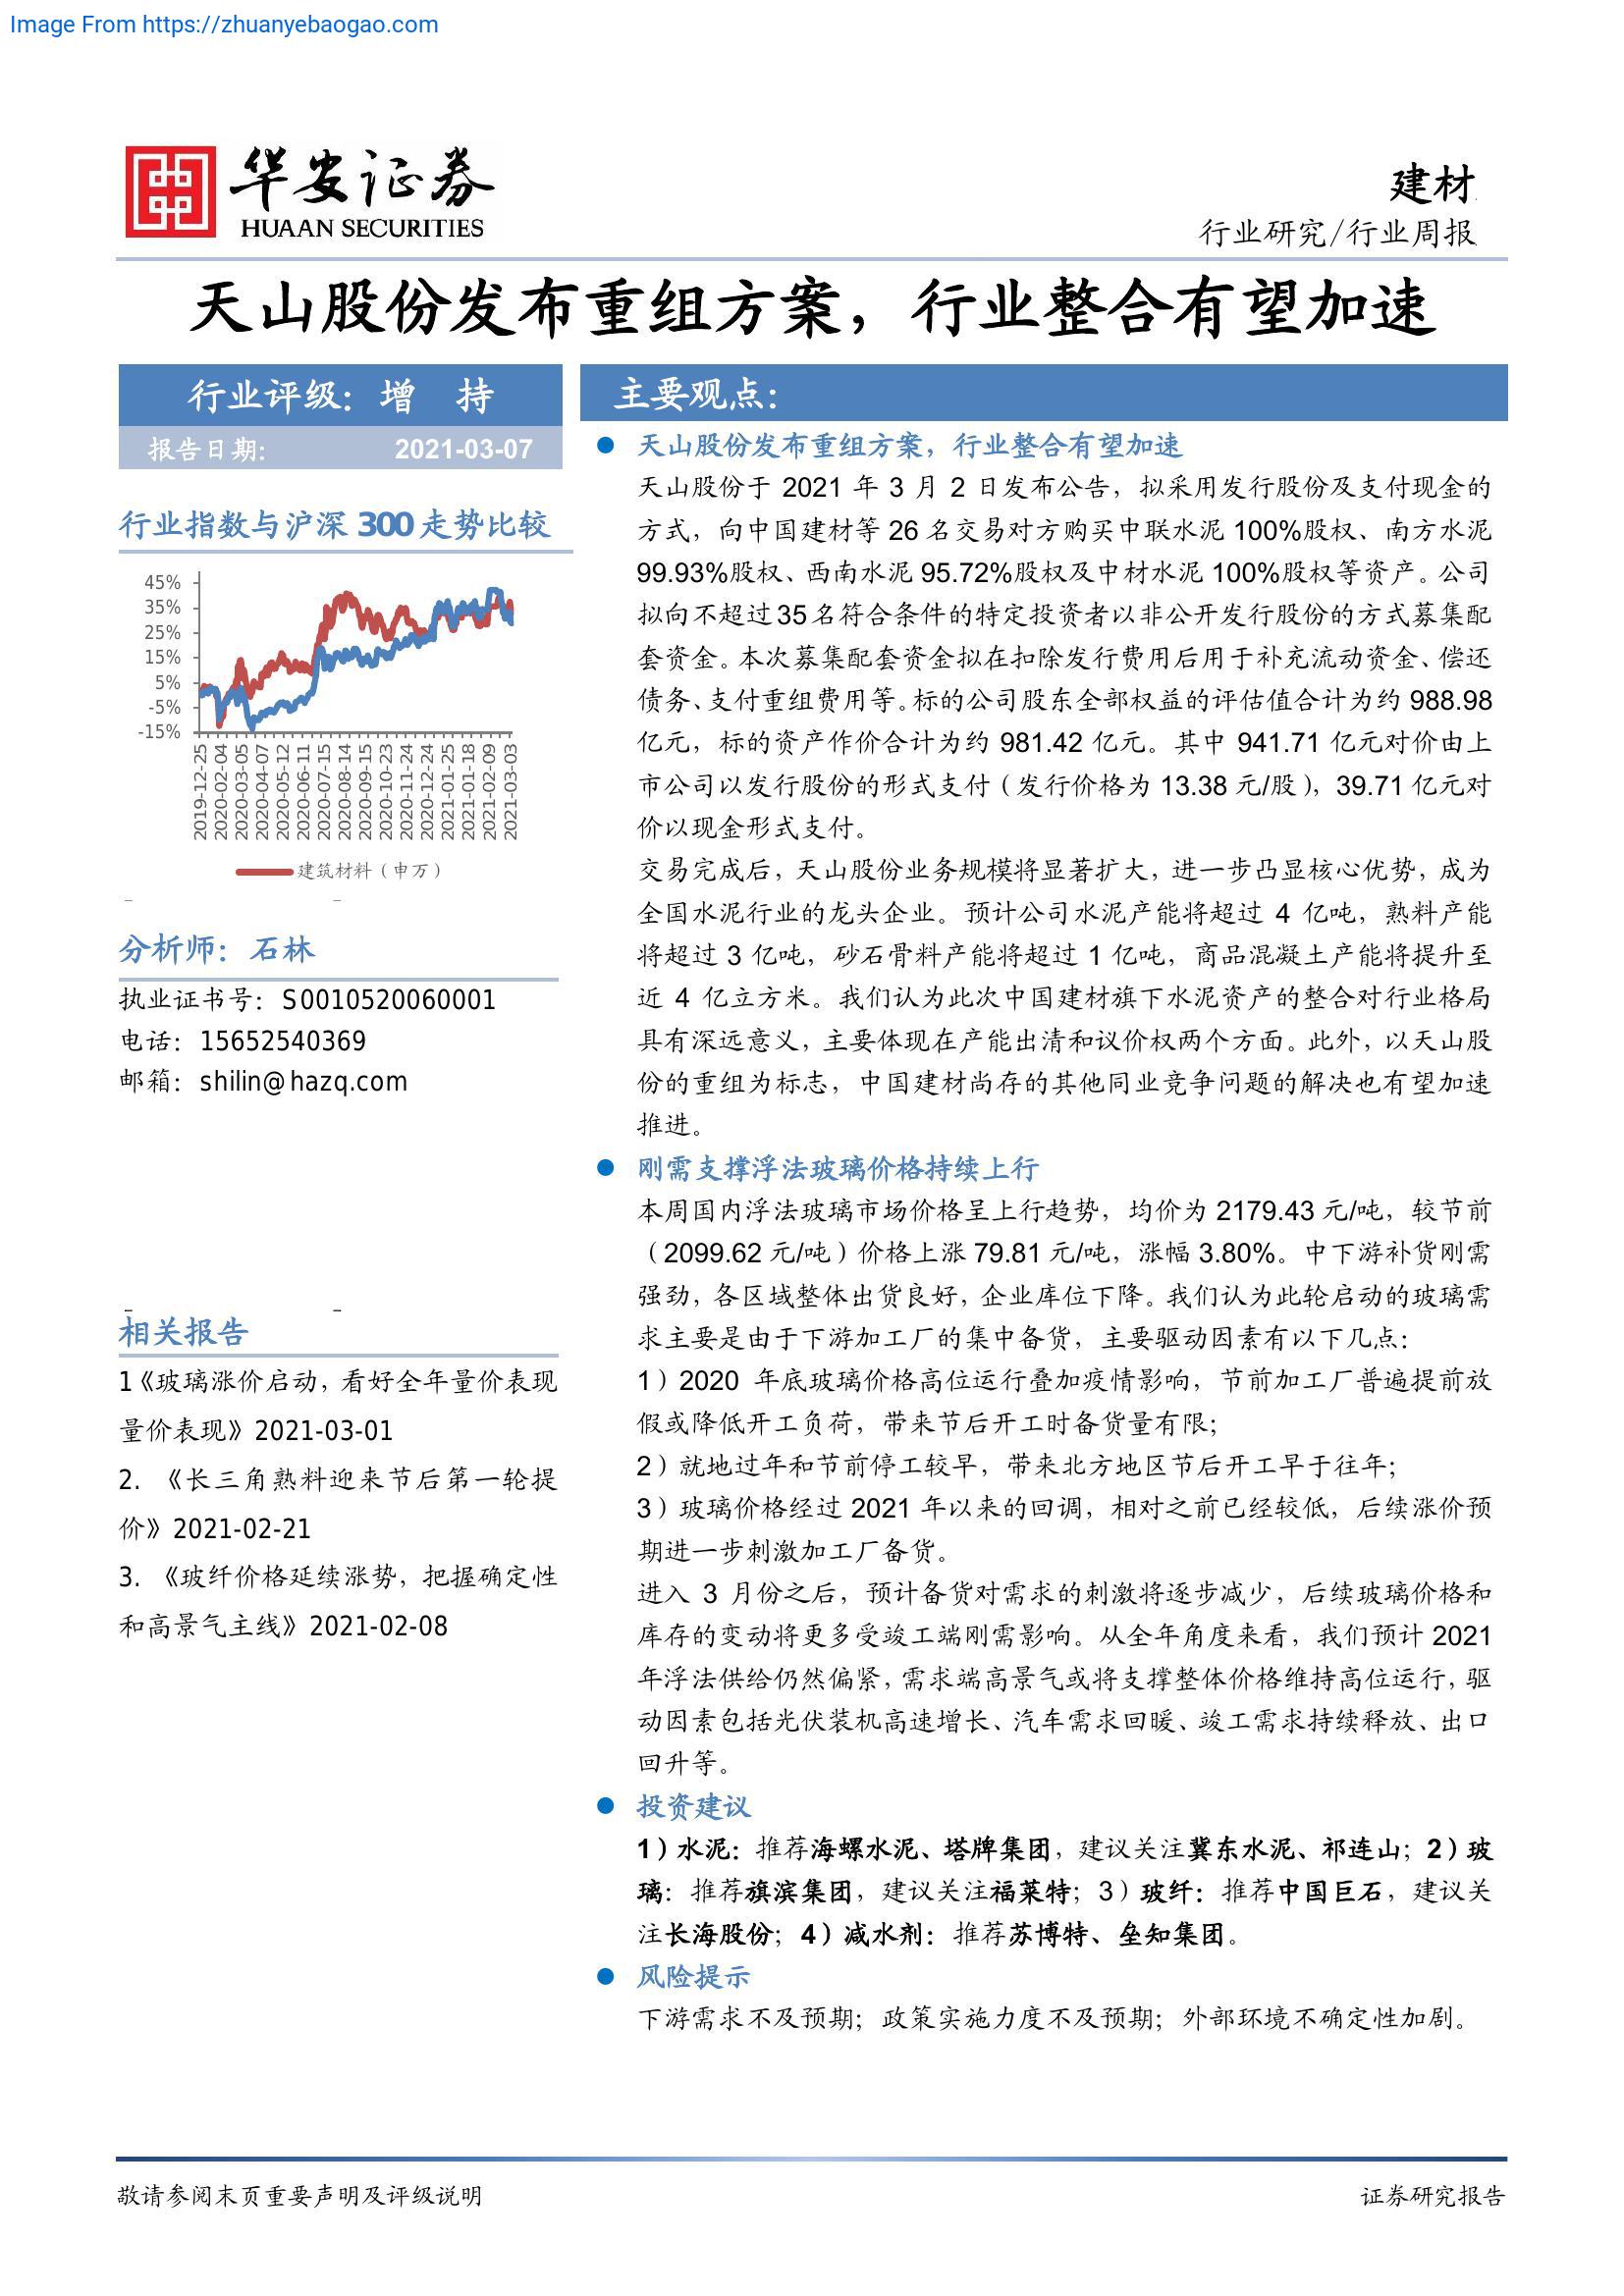 Image From https://zhuanyebaogao.com
华安证券
HUAAN SECURITIES
建材
行业研究/行业周报
天山股份发布重组方案，行业整合有望加速
行业评级：增 持
报告日期： 2021-03-07
行业指数与沪深 300 走势比较
45%
35%
25%
15%
5%
-5%
-15%
2019-12-25
2020-02-04
2020-03-05
2020-04-07
2020-05-12
2020-06-11
2020-07-15
2020-08-14
2020-09-15
2020-10-23
2020-11-24
2020-12-24
2021-01-25
2021-01-18
2021-02-09
2021-03-03
建筑材料（申万）
分析师：石林
执业证书号：S0010520060001
电话：15652540369
邮箱：shilin@hazq.com
相关报告
1《玻璃涨价启动，看好全年量价表现
量价表现》2021-03-01
2. 《长三角熟料迎来节后第一轮提
价》2021-02-21
3. 《玻纤价格延续涨势，把握确定性
和高景气主线》2021-02-08
主要观点：
天山股份发布重组方案，行业整合有望加速
天山股份于 2021 年 3 月 2 日发布公告，拟采用发行股份及支付现金的
方式，向中国建材等 26 名交易对方购买中联水泥 100%股权、南方水泥
99.93%股权、西南水泥 95.72%股权及中材水泥 100%股权等资产。公司
拟向不超过 35 名符合条件的特定投资者以非公开发行股份的方式募集配
套资金。本次募集配套资金拟在扣除发行费用后用于补充流动资金、偿还
债务、支付重组费用等。标的公司股东全部权益的评估值合计为约 988.98
亿元，标的资产作价合计为约 981.42 亿元。其中 941.71 亿元对价由上
市公司以发行股份的形式支付（发行价格为 13.38 元/股），39.71 亿元对
价以现金形式支付。
交易完成后，天山股份业务规模将显著扩大，进一步凸显核心优势，成为
全国水泥行业的龙头企业。预计公司水泥产能将超过 4 亿吨，熟料产能
将超过 3 亿吨，砂石骨料产能将超过 1 亿吨，商品混凝土产能将提升至
近 4 亿立方米。我们认为此次中国建材旗下水泥资产的整合对行业格局
具有深远意义，主要体现在产能出清和议价权两个方面。此外，以天山股
份的重组为标志，中国建材尚存的其他同业竞争问题的解决也有望加速
推进。
刚需支撑浮法玻璃价格持续上行
本周国内浮法玻璃市场价格呈上行趋势，均价为 2179.43 元/吨，较节前
（2099.62 元/吨）价格上涨 79.81 元/吨，涨幅 3.80%。中下游补货刚需
强劲，各区域整体出货良好，企业库位下降。我们认为此轮启动的玻璃需
求主要是由于下游加工厂的集中备货，主要驱动因素有以下几点：
1）2020 年底玻璃价格高位运行叠加疫情影响，节前加工厂普遍提前放
假或降低开工负荷，带来节后开工时备货量有限；
2）就地过年和节前停工较早，带来北方地区节后开工早于往年；
3）玻璃价格经过 2021 年以来的回调，相对之前已经较低，后续涨价预
期进一步刺激加工厂备货。
进入 3 月份之后，预计备货对需求的刺激将逐步减少，后续玻璃价格和
库存的变动将更多受竣工端刚需影响。从全年角度来看，我们预计 2021
年浮法供给仍然偏紧，需求端高景气或将支撑整体价格维持高位运行，驱
动因素包括光伏装机高速增长、汽车需求回暖、竣工需求持续释放、出口
回升等。
投资建议
1）水泥：推荐海螺水泥、塔牌集团，建议关注冀东水泥、祁连山；2）玻
璃：推荐旗滨集团，建议关注福莱特；3）玻纤：推荐中国巨石，建议关
注长海股份；4）减水剂：推荐苏博特、垒知集团。
风险提示
下游需求不及预期；政策实施力度不及预期；外部环境不确定性加剧。
敬请参阅末页重要声明及评级说明
证券研究报告